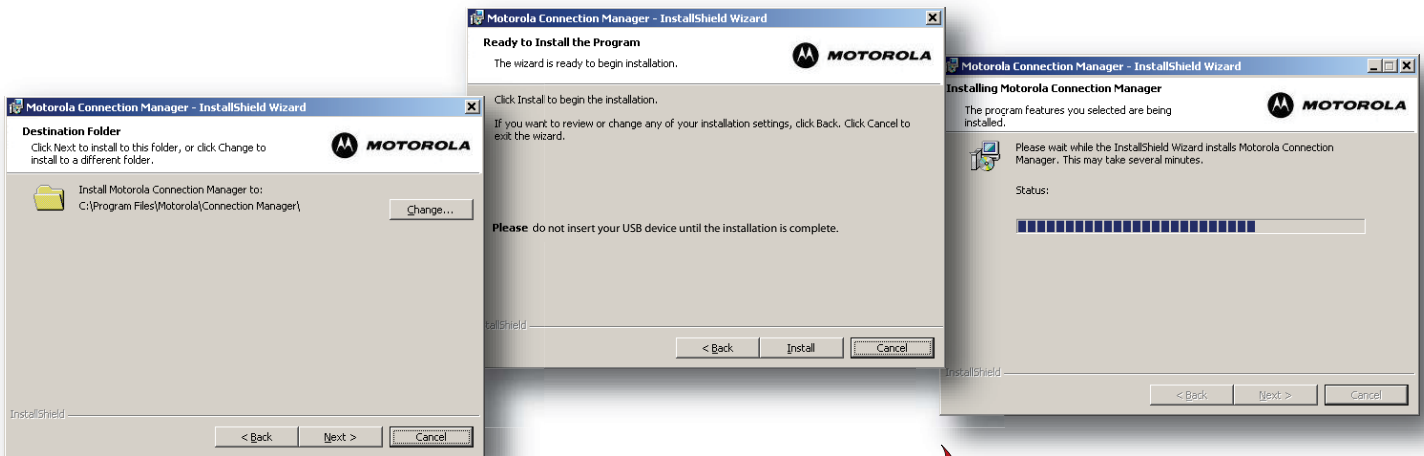 Motorola Connection Manager - InstallShield Wizard
Destination Folder
Click Next to install to this folder, or click Change to
install to a different folder.
MOTOROLA
Install Motorola Connection Manager to:
C:\Program Files\Motorola\Connection Manager\
Change...
InstallShield
< Back
Next >
Cancel
Motorola Connection Manager - InstallShield Wizard
Ready to Install the Program
The wizard is ready to begin installation.
MOTOROLA
Click Install to begin the installation.
If you want to review or change any of your installation settings, click Back. Click Cancel to
exit the wizard.
Please do not insert your USB device until the installation is complete.
tallShield
< Back
Install
Cancel
Motorola Connection Manager - InstallShield Wizard
Installing Motorola Connection Manager
The program features you selected are being
installed.
MOTOROLA
Please wait while the InstallShield Wizard installs Motorola Connection
Manager. This may take several minutes.
Status:
InstallShield
< Back
Next >
Cancel